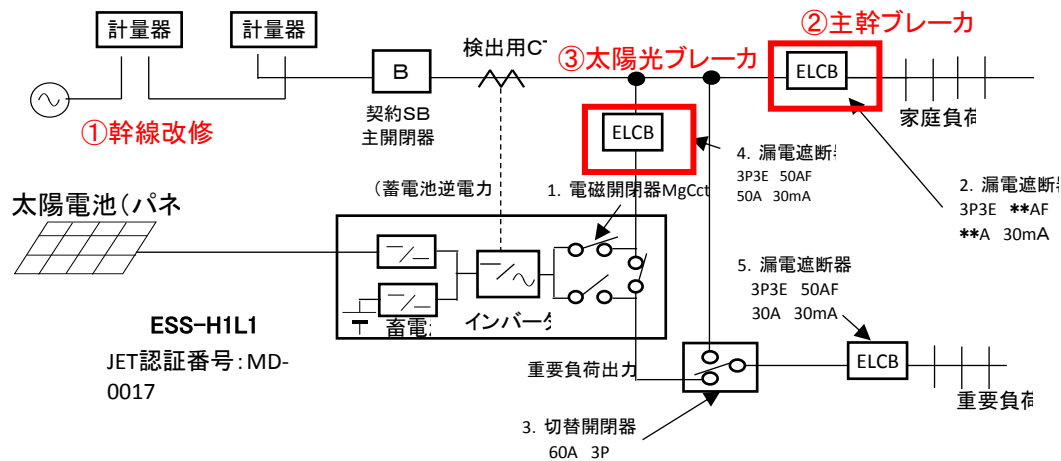 計量器
計量器
②主幹ブレーカ
検出用C
③太陽光ブレーカ
B
ELCB
契約SB
主開閉器
家庭負荷
①幹線改修
ELCB
4. 漏電遮断
3P3E 50AF
50A 30mA
(蓄電池逆電力
1. 電磁開閉器MgCct
2. 漏電遮断
3P3E **AF
**A 30mA
太陽電池(パネ
5. 漏電遮断器
3P3E 50AF
30A 30mA
ESS-H1L1
蓄電
インバータ
JET認証番号:MD-
0017
重要負荷出力
ELCB
重要負荷
3. 切替開閉器
60A 3P